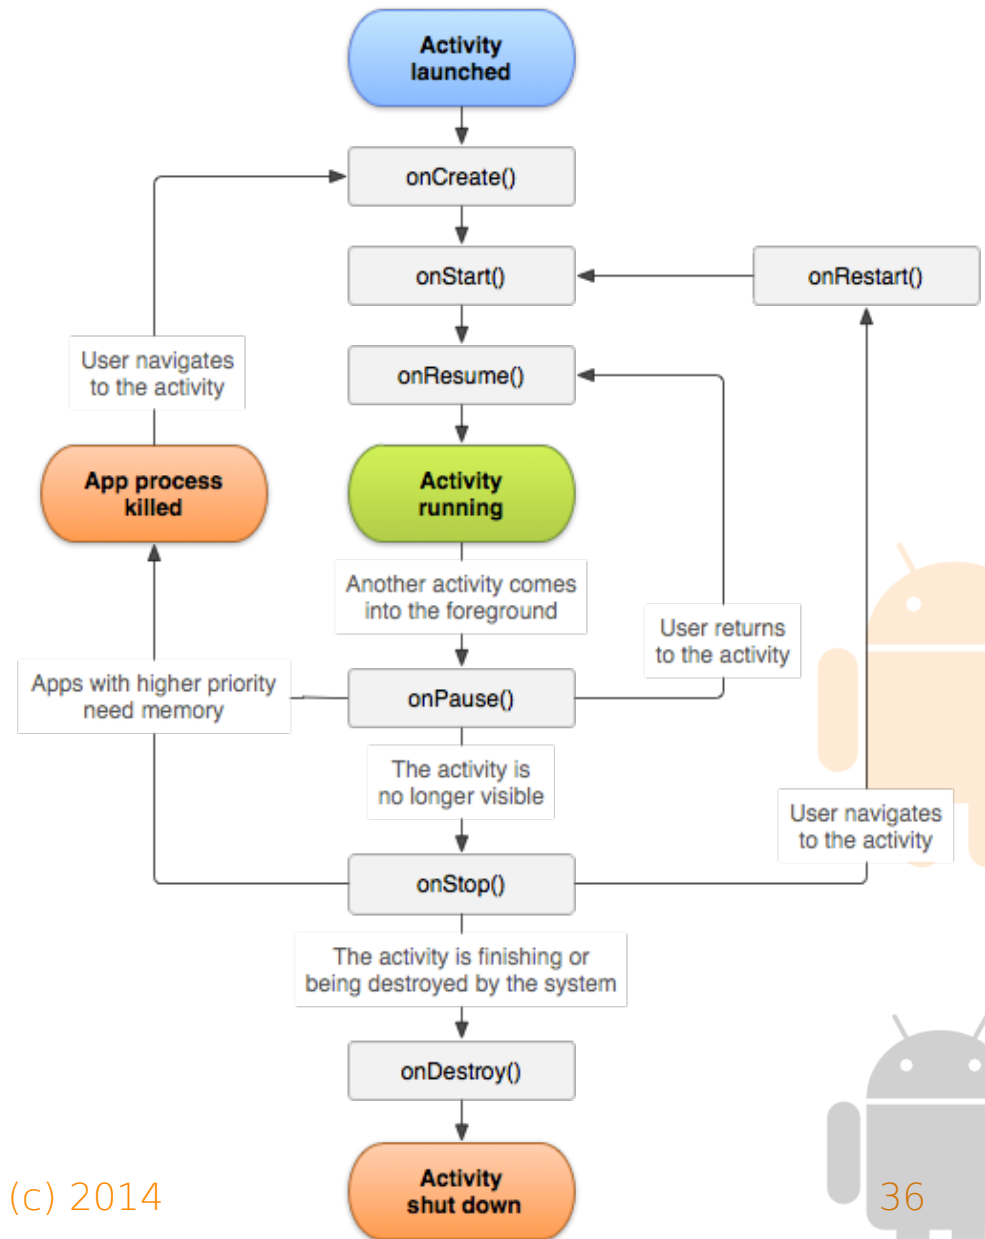 Activity
launched
onCreate()
onStart()
onRestart()
onResume()
User navigates
to the activity
App process
killed
Activity
running
Another activity comes
into the foreground
User returns
to the activity
Apps with higher priority
need memory
onPause()
The activity is
no longer visible
User navigates
to the activity
onStop()
The activity is finishing or
being destroyed by the system
onDestroy()
Activity
shut down
(c) 2014
36